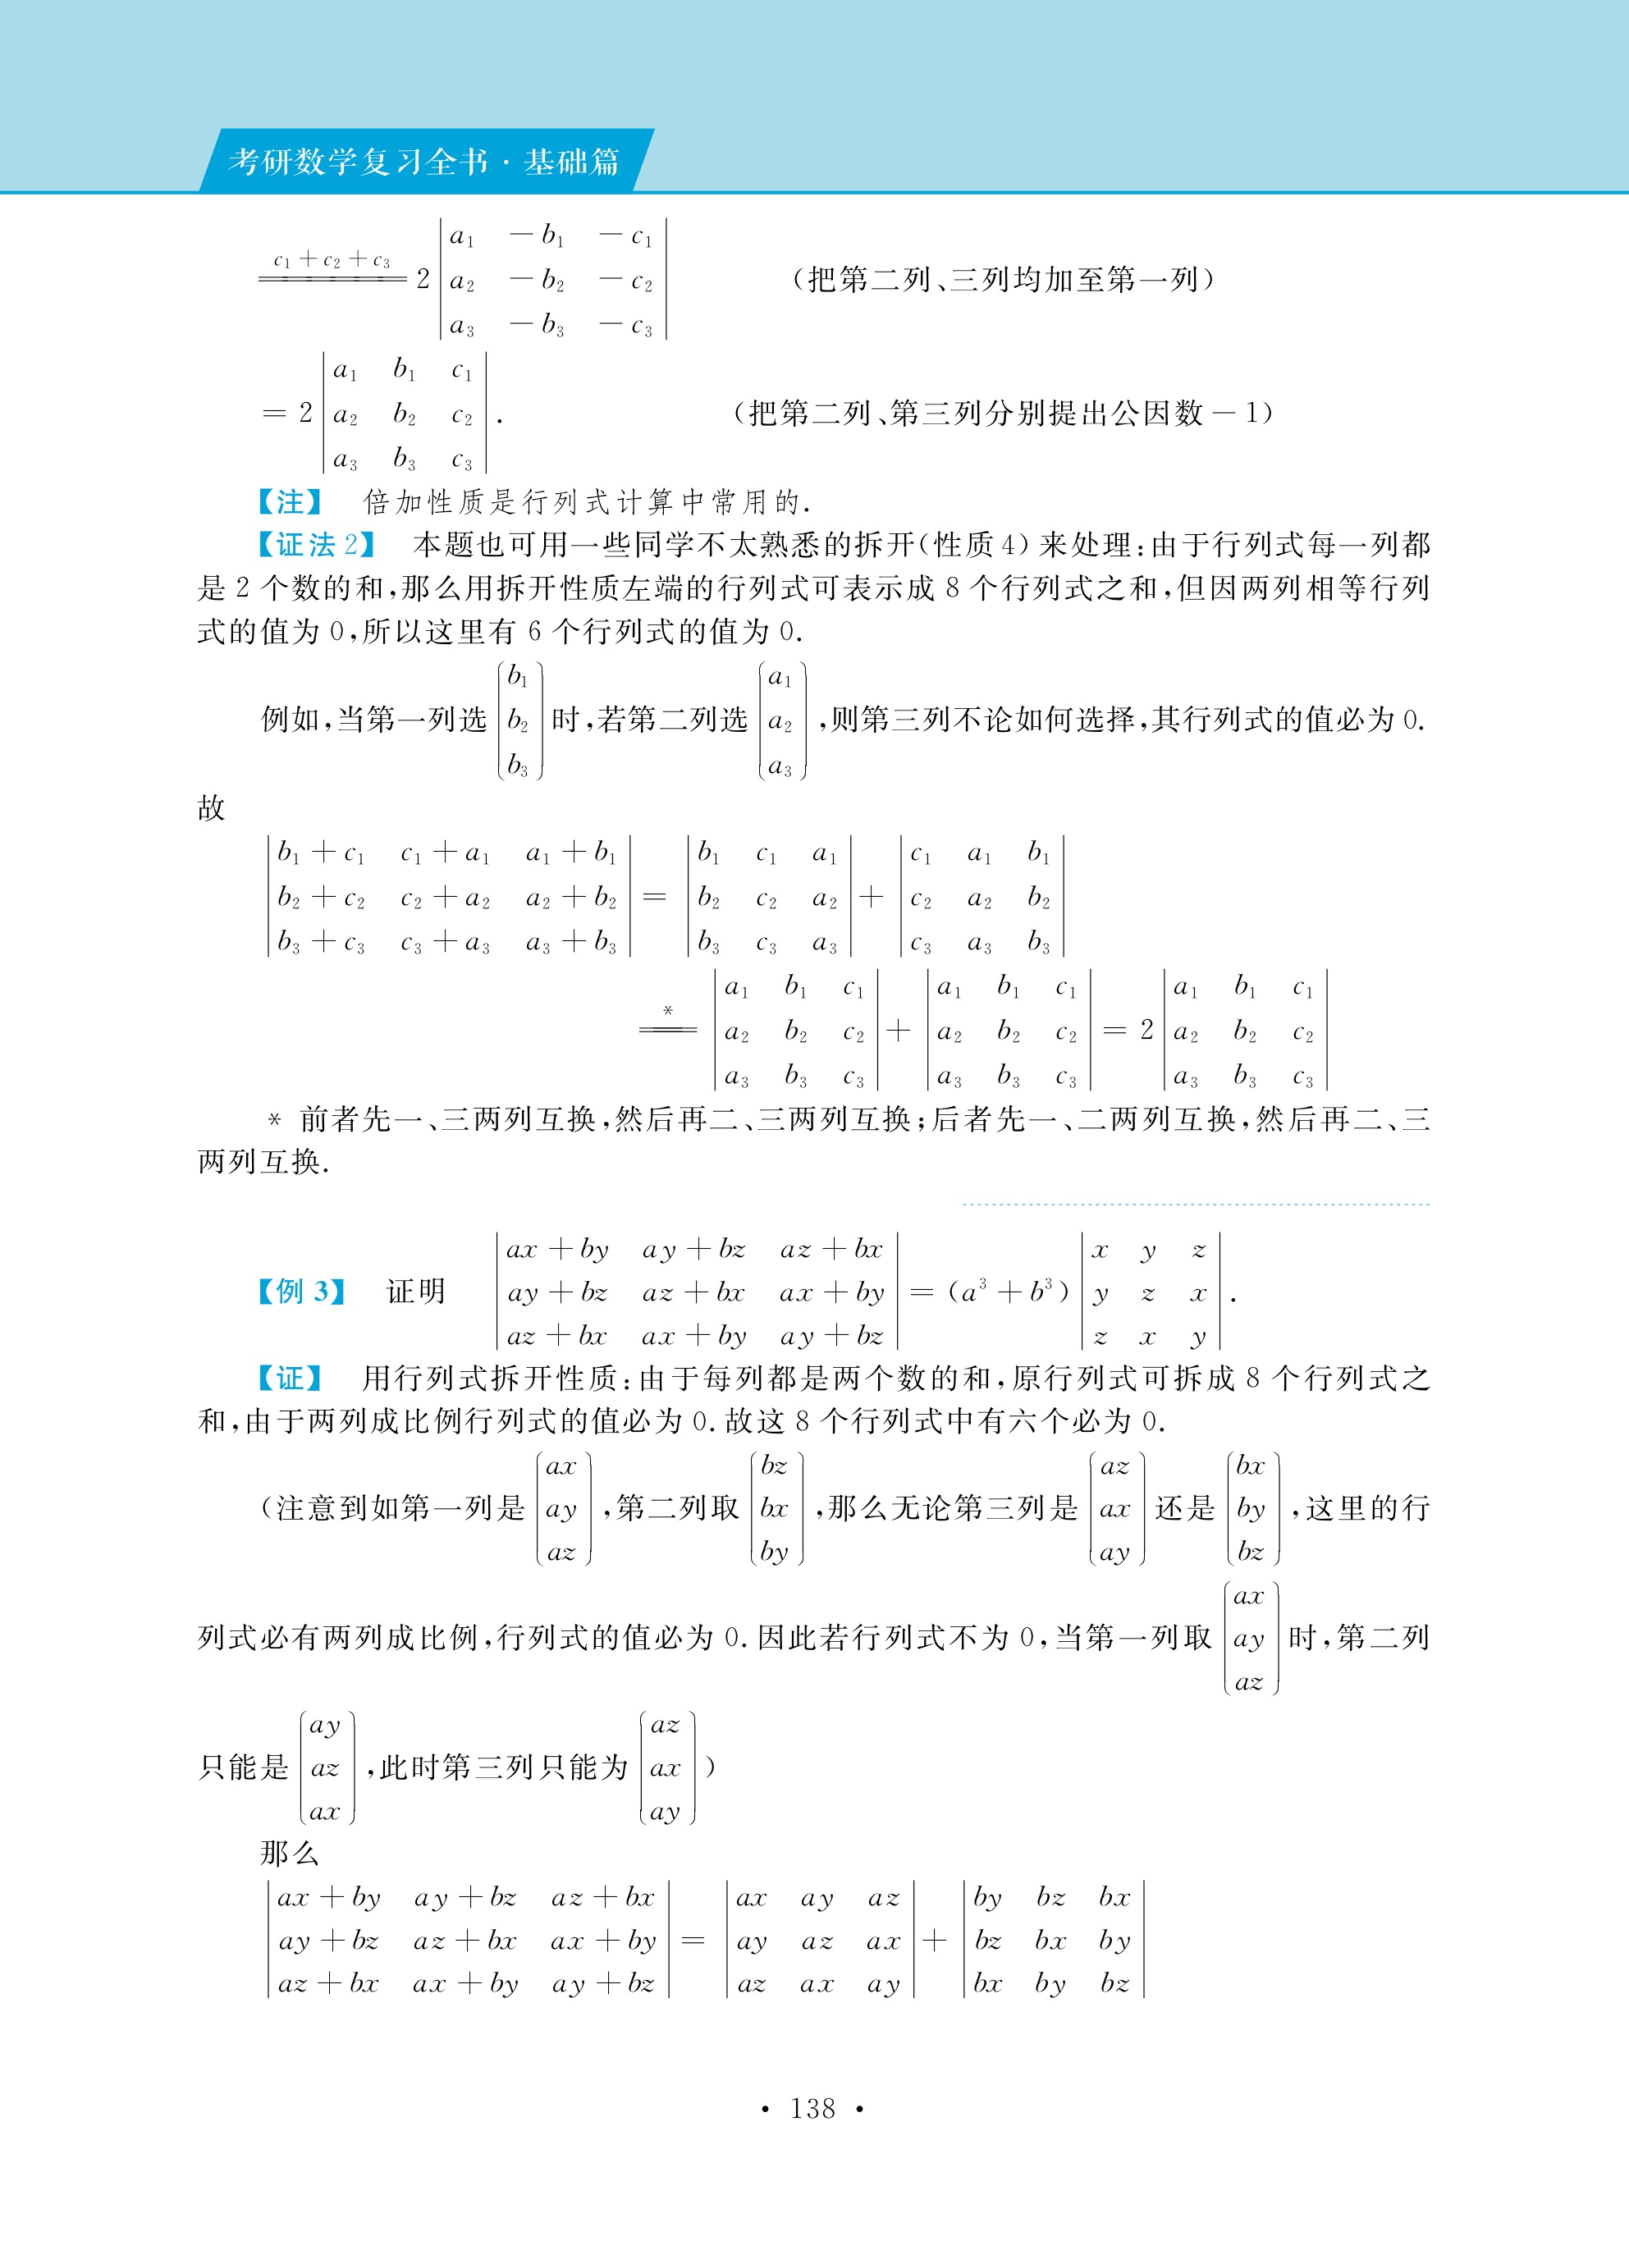 考研数学复习全书·基础篇
$\xlongequal{c_1+c_2+c_3} 2\begin{vmatrix} a_1 & -b_1 & -c_1 \\ a_2 & -b_2 & -c_2 \\ a_3 & -b_3 & -c_3 \end{vmatrix}$ (把第二列、三列均加至第一列)
$= 2\begin{vmatrix} a_1 & b_1 & c_1 \\ a_2 & b_2 & c_2 \\ a_3 & b_3 & c_3 \end{vmatrix}.$ (把第二列、第三列分别提出公因数-1)
【注】 倍加性质是行列式计算中常用的.
【证法2】 本题也可用一些同学不太熟悉的拆开(性质4)来处理:由于行列式每一列都
是2个数的和,那么用拆开性质左端的行列式可表示成8个行列式之和,但因两列相等行列
式的值为0,所以这里有6个行列式的值为0.
例如,当第一列选$\begin{pmatrix} b_1 \\ b_2 \\ b_3 \end{pmatrix}$时,若第二列选$\begin{pmatrix} a_1 \\ a_2 \\ a_3 \end{pmatrix}$,则第三列不论如何选择,其行列式的值必为0.
故
$\begin{vmatrix} b_1+c_1 & c_1+a_1 & a_1+b_1 \\ b_2+c_2 & c_2+a_2 & a_2+b_2 \\ b_3+c_3 & c_3+a_3 & a_3+b_3 \end{vmatrix} = \begin{vmatrix} b_1 & c_1 & a_1 \\ b_2 & c_2 & a_2 \\ b_3 & c_3 & a_3 \end{vmatrix} + \begin{vmatrix} c_1 & a_1 & b_1 \\ c_2 & a_2 & b_2 \\ c_3 & a_3 & b_3 \end{vmatrix}$
$\xlongequal{*} \begin{vmatrix} a_1 & b_1 & c_1 \\ a_2 & b_2 & c_2 \\ a_3 & b_3 & c_3 \end{vmatrix} + \begin{vmatrix} a_1 & b_1 & c_1 \\ a_2 & b_2 & c_2 \\ a_3 & b_3 & c_3 \end{vmatrix} = 2\begin{vmatrix} a_1 & b_1 & c_1 \\ a_2 & b_2 & c_2 \\ a_3 & b_3 & c_3 \end{vmatrix}$
* 前者先一、三两列互换,然后再二、三两列互换;后者先一、二两列互换,然后再二、三
两列互换.
【例3】 证明 $\begin{vmatrix} ax+by & ay+bz & az+bx \\ ay+bz & az+bx & ax+by \\ az+bx & ax+by & ay+bz \end{vmatrix} = (a^3+b^3)\begin{vmatrix} x & y & z \\ y & z & x \\ z & x & y \end{vmatrix}.$
【证】 用行列式拆开性质:由于每列都是两个数的和,原行列式可拆成8个行列式之
和,由于两列成比例行列式的值必为0.故这8个行列式中有六个必为0.
(注意到如第一列是$\begin{pmatrix} ax \\ ay \\ az \end{pmatrix}$,第二列取$\begin{pmatrix} bz \\ bx \\ by \end{pmatrix}$,那么无论第三列是$\begin{pmatrix} az \\ ax \\ ay \end{pmatrix}$还是$\begin{pmatrix} bx \\ by \\ bz \end{pmatrix}$,这里的行
列式必有两列成比例,行列式的值必为0.因此若行列式不为0,当第一列取$\begin{pmatrix} ax \\ ay \\ az \end{pmatrix}$时,第二列
只能是$\begin{pmatrix} ay \\ az \\ ax \end{pmatrix}$,此时第三列只能为$\begin{pmatrix} az \\ ax \\ ay \end{pmatrix}$)
那么
$\begin{vmatrix} ax+by & ay+bz & az+bx \\ ay+bz & az+bx & ax+by \\ az+bx & ax+by & ay+bz \end{vmatrix} = \begin{vmatrix} ax & ay & az \\ ay & az & ax \\ az & ax & ay \end{vmatrix} + \begin{vmatrix} by & bz & bx \\ bz & bx & by \\ bx & by & bz \end{vmatrix}$
· 138 ·